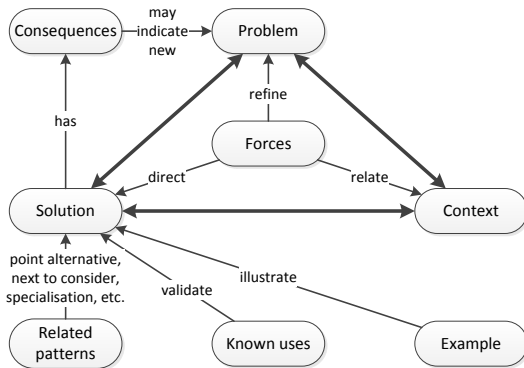 Consequences
may
indicate
new
Problem
has
refine
Forces
direct
relate
Solution
Context
point alternative,
next to consider,
specialisation, etc.
validate
illustrate
Related
patterns
Known uses
Example